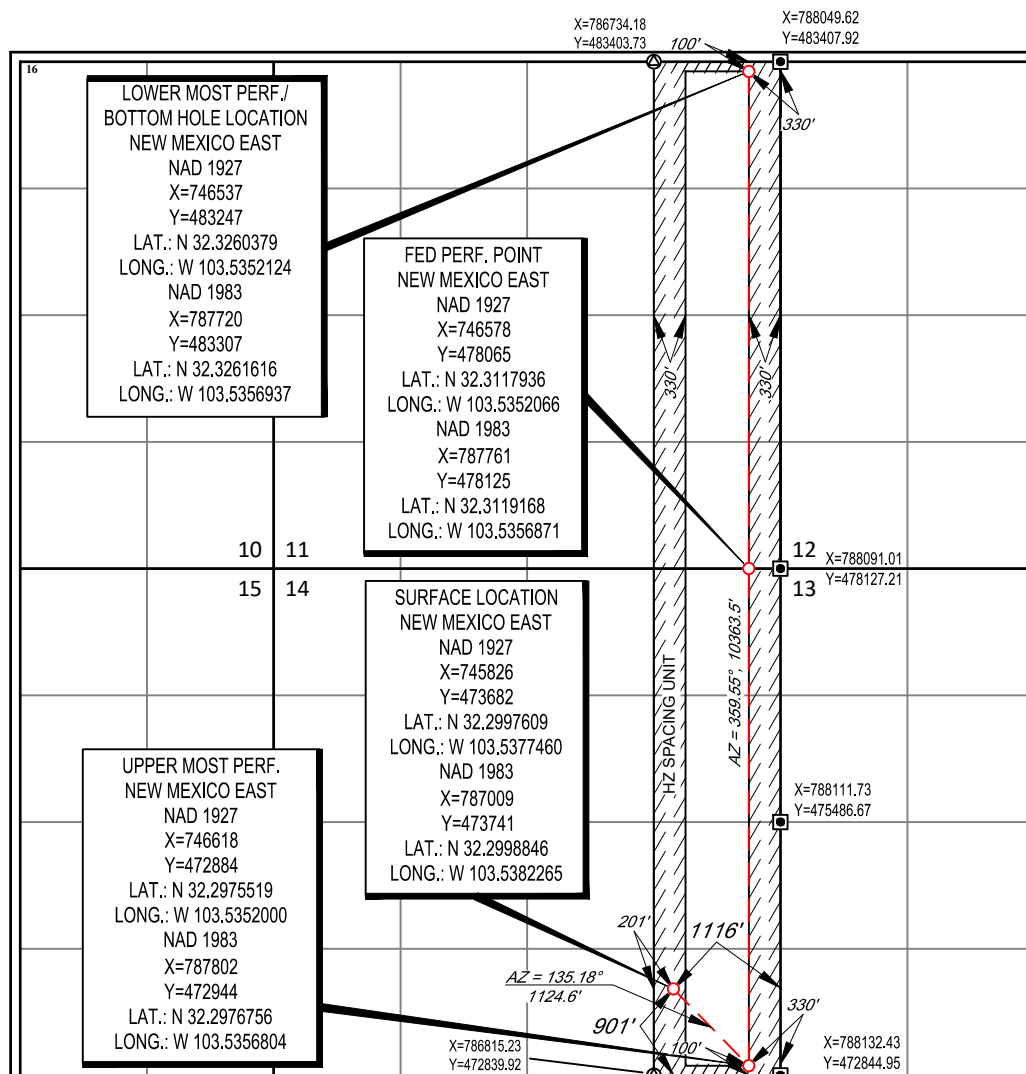 X=786734.18
Y=483403.73
100'
X=788049.62
Y=483407.92
16
LOWER MOST PERF./
BOTTOM HOLE LOCATION
NEW MEXICO EAST
NAD 1927
X=746537
Y=483247
LAT.: N 32.3260379
LONG.: W 103.5352124
NAD 1983
X=787720
Y=483307
LAT.: N 32.3261616
LONG.: W 103.5356937
330'
FED PERF. POINT
NEW MEXICO EAST
NAD 1927
X=746578
Y=478065
LAT.: N 32.3117936
LONG.: W 103.5352066
NAD 1983
X=787761
Y=478125
LAT.: N 32.3119168
LONG.: W 103.5356871
330'
330'
10 11
15 14
12
13
X=788091.01
Y=478127.21
SURFACE LOCATION
NEW MEXICO EAST
NAD 1927
X=745826
Y=473682
LAT.: N 32.2997609
LONG.: W 103.5377460
NAD 1983
X=787009
Y=473741
LAT.: N 32.2998846
LONG.: W 103.5382265
HZ SPACING UNIT
AZ = 359.55°, 10363.5'
X=788111.73
Y=475486.67
UPPER MOST PERF.
NEW MEXICO EAST
NAD 1927
X=746618
Y=472884
LAT.: N 32.2975519
LONG.: W 103.5352000
NAD 1983
X=787802
Y=472944
LAT.: N 32.2976756
LONG.: W 103.5356804
201'
1116'
AZ = 135.18°
1124.6'
901'
100'
330'
X=786815.23
Y=472839.92
X=788132.43
Y=472844.95